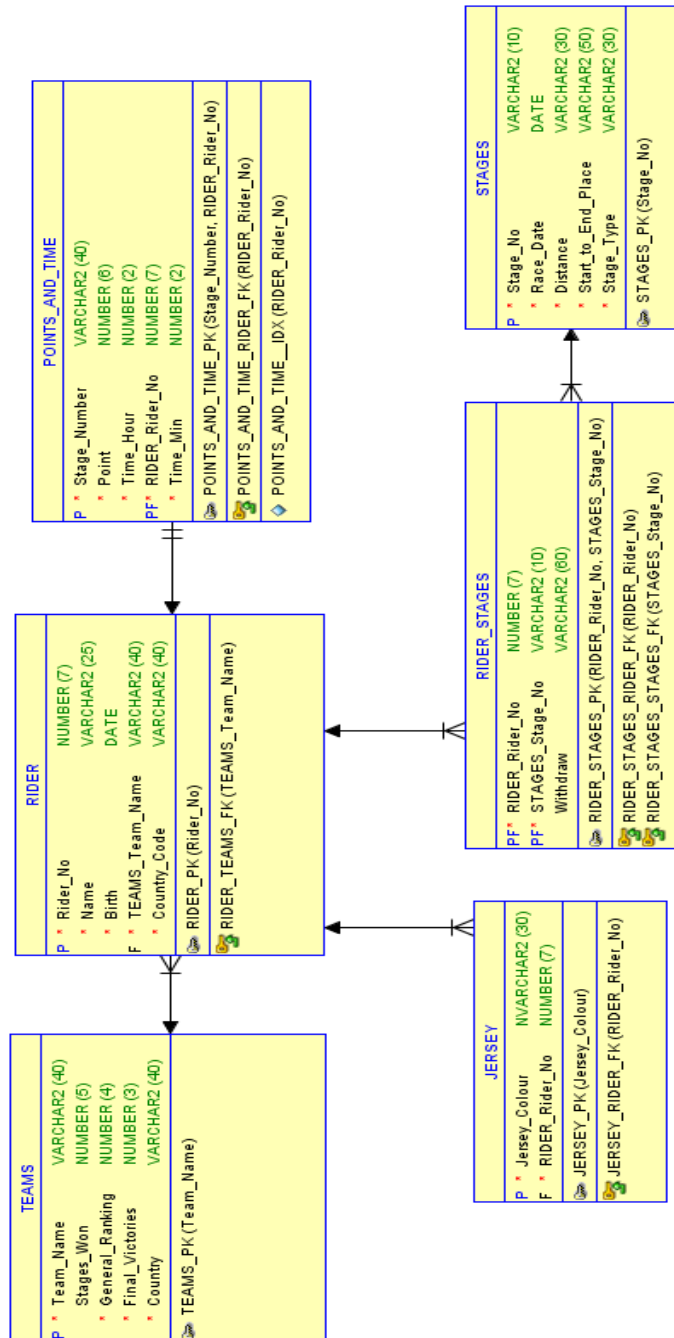 TEAMS
P * Team_Name VARCHAR2 (40)
Stages_Won NUMBER (5)
* General_Ranking NUMBER (4)
* Final_Victories NUMBER (3)
* Country VARCHAR2 (40)
TEAMS_PK (Team_Name)
RIDER
P * Rider_No NUMBER (7)
* Name VARCHAR2 (25)
* Birth DATE
F * TEAMS_Team_Name VARCHAR2 (40)
* Country_Code VARCHAR2 (40)
RIDER_PK (Rider_No)
RIDER_TEAMS_FK (TEAMS_Team_Name)
POINTS_AND_TIME
P * Stage_Number VARCHAR2 (40)
* Point NUMBER (6)
* Time_Hour NUMBER (2)
PF* RIDER_Rider_No NUMBER (7)
* Time_Min NUMBER (2)
POINTS_AND_TIME_PK (Stage_Number, RIDER_Rider_No)
POINTS_AND_TIME_RIDER_FK (RIDER_Rider_No)
POINTS_AND_TIME__IDX (RIDER_Rider_No)
JERSEY
P * Jersey_Colour NVARCHAR2 (30)
F * RIDER_Rider_No NUMBER (7)
JERSEY_PK (Jersey_Colour)
JERSEY_RIDER_FK (RIDER_Rider_No)
RIDER_STAGES
PF* RIDER_Rider_No NUMBER (7)
PF* STAGES_Stage_No VARCHAR2 (10)
Withdraw VARCHAR2 (60)
RIDER_STAGES_PK (RIDER_Rider_No, STAGES_Stage_No)
RIDER_STAGES_RIDER_FK (RIDER_Rider_No)
RIDER_STAGES_STAGES_FK (STAGES_Stage_No)
STAGES
P * Stage_No VARCHAR2 (10)
* Race_Date DATE
* Distance VARCHAR2 (30)
* Start_to_End_Place VARCHAR2 (50)
* Stage_Type VARCHAR2 (30)
STAGES_PK (Stage_No)